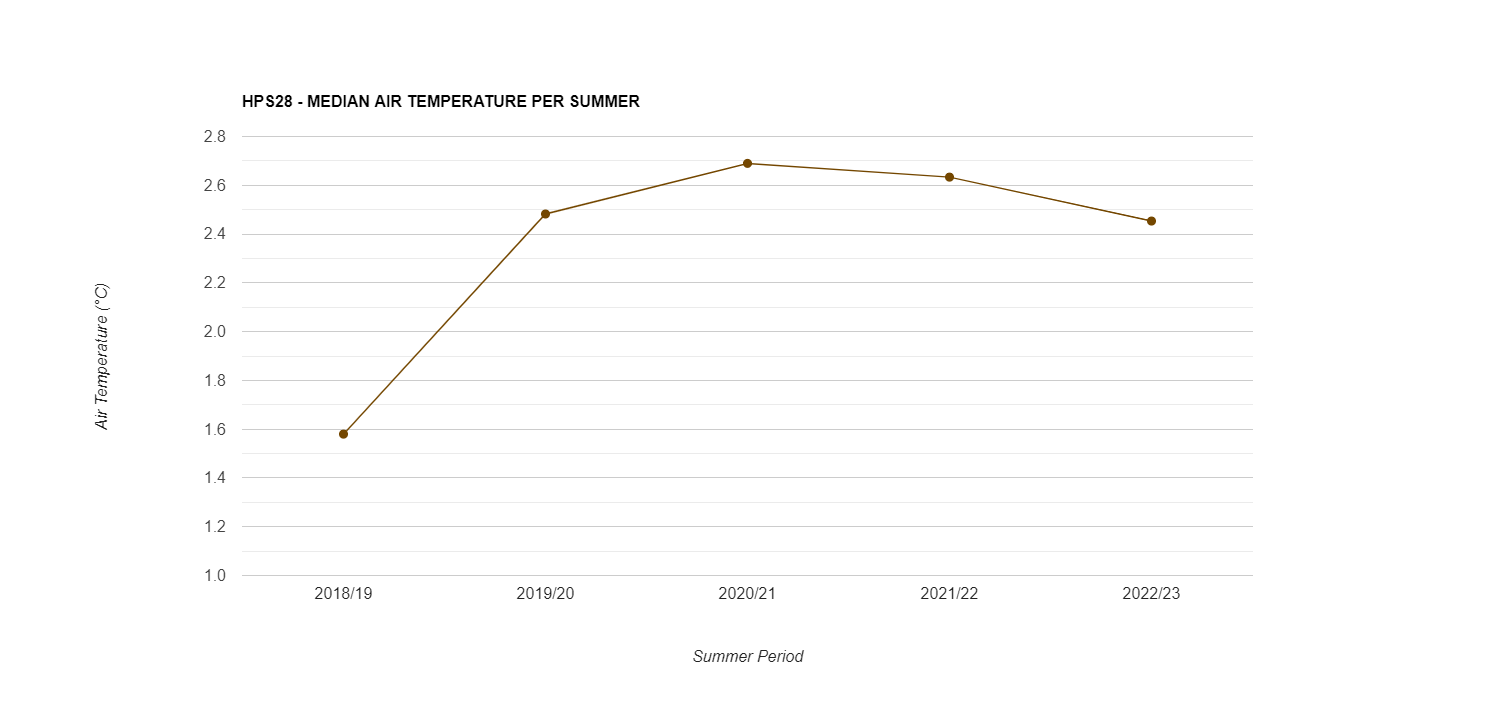 HPS28 - MEDIAN AIR TEMPERATURE PER SUMMER
2.8
2.6
2.4
2.2
2.0
1.8
1.6
1.4
1.2
1.0
Air Temperature (°C)
2018/19 2019/20 2020/21 2021/22 2022/23
Summer Period